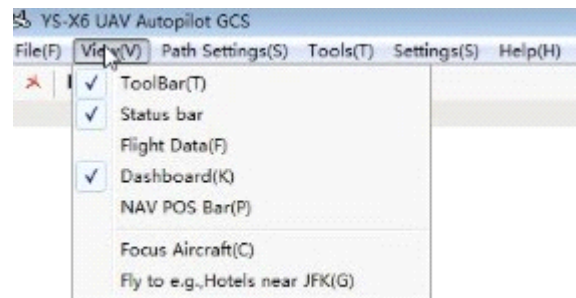 YS-X6 UAV Autopilot GCS
File(F) View(V) Path Settings(S) Tools(T) Settings(S) Help(H)
ToolBar(T)
Status bar
Flight Data(F)
Dashboard(K)
NAV POS Bar(P)
Focus Aircraft(C)
Fly to e.g.,Hotels near JFK(G)